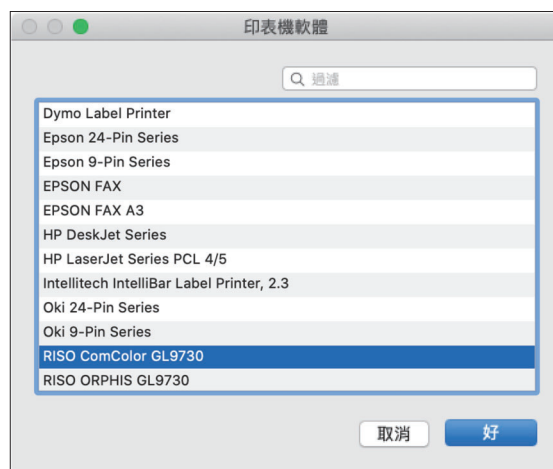 印表機軟體
過濾
Dymo Label Printer
Epson 24-Pin Series
Epson 9-Pin Series
EPSON FAX
EPSON FAX A3
HP DeskJet Series
HP LaserJet Series PCL 4/5
Intellitech IntelliBar Label Printer, 2.3
Oki 24-Pin Series
Oki 9-Pin Series
RISO ComColor GL9730
RISO ORPHIS GL9730
取消 好